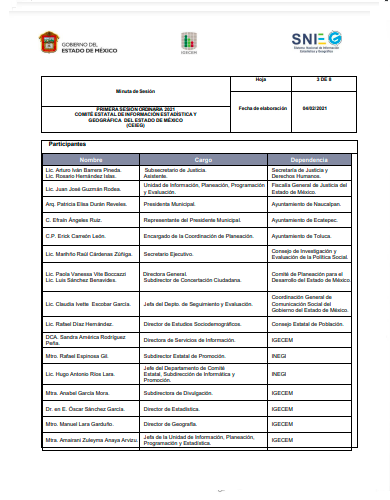 GOBIERNO DEL
ESTADO DE MÉXICO
IGECEM
SNIEG
Sistema Nacional de Información
Estadística y Geográfica
Minuta de Sesión
Hoja
3 DE 8
PRIMERA SESIÓN ORDINARIA 2021
COMITÉ ESTATAL DE INFORMACIÓN ESTADÍSTICA Y
GEOGRÁFICA DEL ESTADO DE MÉXICO
(CEIEG)
Fecha de elaboración
04/02/2021
Participantes
Nombre Cargo Dependencia
Lic. Arturo Iván Barrera Pineda.
Lic. Rosario Hernández Islas.
Subsecretario de Justicia.
Asistente.
Secretaría de Justicia y
Derechos Humanos.
Lic. Juan José Guzmán Rodea.
Unidad de Información, Planeación, Programación
y Evaluación.
Fiscalía General de Justicia del
Estado de México.
Arq. Patricia Elisa Durán Reveles.
Presidenta Municipal.
Ayuntamiento de Naucalpan.
C. Efraín Ángeles Ruiz.
Representante del Presidente Municipal.
Ayuntamiento de Ecatepec.
C.P. Erick Cameón León.
Encargado de la Coordinación de Planeación.
Ayuntamiento de Toluca.
Lic. Marihño Raúl Cárdenas Zúñiga.
Secretario Ejecutivo.
Consejo de Investigación y
Evaluación de la Política Social.
Lic. Paola Vanessa Vite Boccazzi
Lic. Luis Sánchez Benavides.
Directora General.
Subdirector de Concertación Ciudadana.
Comité de Planeación para el
Desarrollo del Estado de México.
Lic. Claudia Ivette Escobar García.
Jefa del Depto. de Seguimiento y Evaluación.
Coordinación General de
Comunicación Social del
Gobierno del Estado de México.
Lic. Rafael Díaz Hernández.
Director de Estudios Sociodemográficos.
Consejo Estatal de Población.
DCA. Sandra América Rodríguez
Peña.
Directora de Servicios de Información.
IGECEM
Mtro. Rafael Espinosa Gil.
Subdirector Estatal de Promoción.
INEGI
Lic. Hugo Antonio Ríos Lara.
Jefe del Departamento de Comité
Estatal, Subdirección de Informática y
Promoción.
INEGI
Mtra. Anabel García Mora.
Subdirectora de Divulgación.
IGECEM
Dr. en E. Óscar Sánchez García.
Director de Estadística.
IGECEM
Mtro. Manuel Lara Garduño.
Director de Geografía.
IGECEM
Mtra. Amairani Zuleyma Anaya Arvizu.
Jefa de la Unidad de Información, Planeación,
Programación y Estadística.
IGECEM